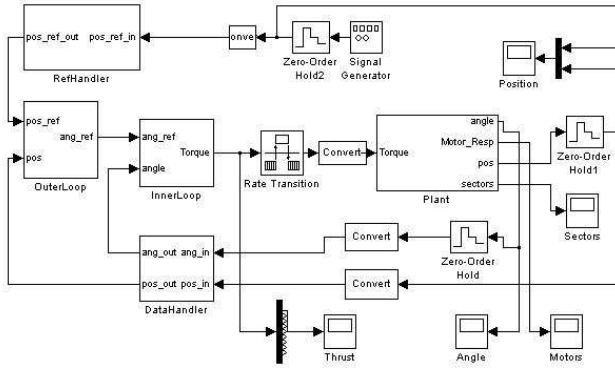 pos_ref_out pos_ref_in
RefHandler
onve
Zero-Order
Hold2
Signal
Generator
Position
pos_ref
ang_ref
pos
OuterLoop
ang_ref
Torque
angle
InnerLoop
Rate Transition
Convert
Torque
angle
Motor_Resp
pos
sectors
Plant
Zero-Order
Hold1
Sectors
ang_out ang_in
pos_out pos_in
DataHandler
Convert
Zero-Order
Hold
Convert
Thrust
Angle
Motors